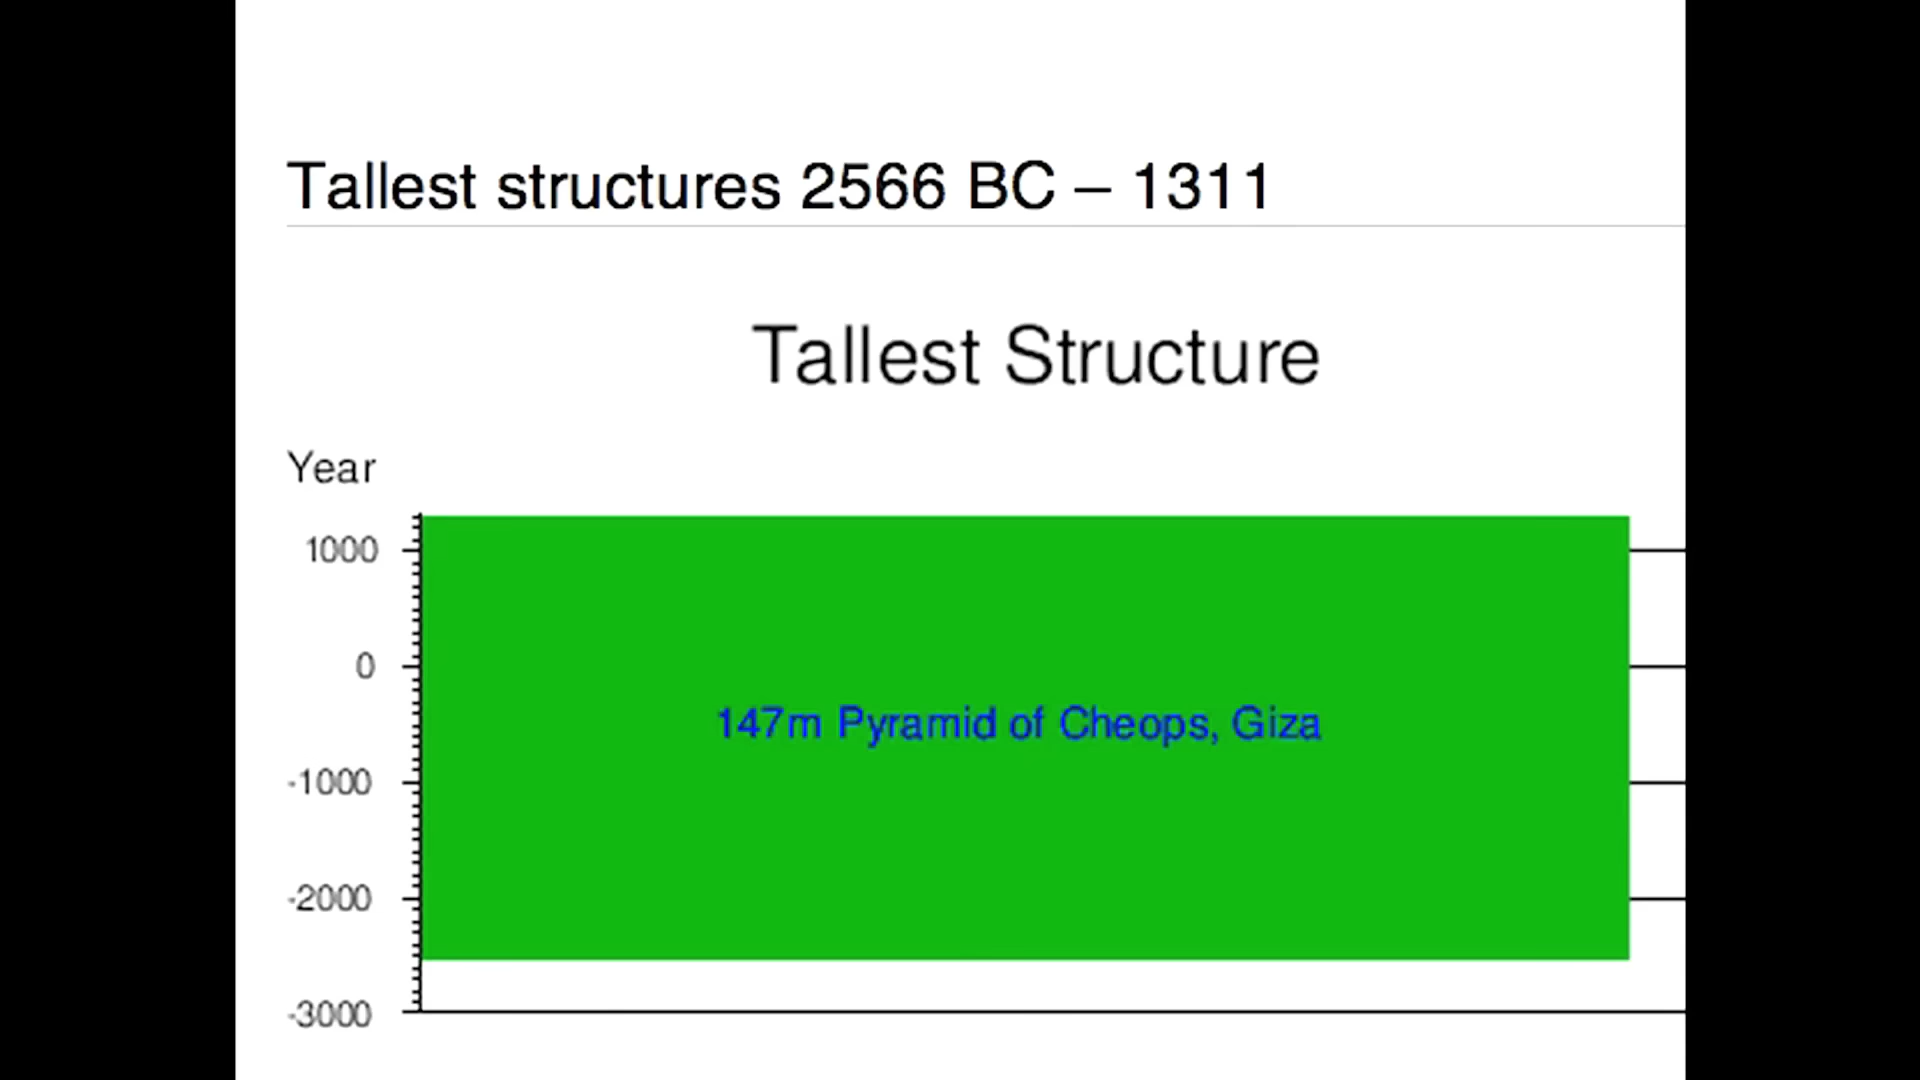 Tallest structures 2566 BC – 1311
Tallest Structure
Year
1000
0
147m Pyramid of Cheops, Giza
-1000
-2000
-3000